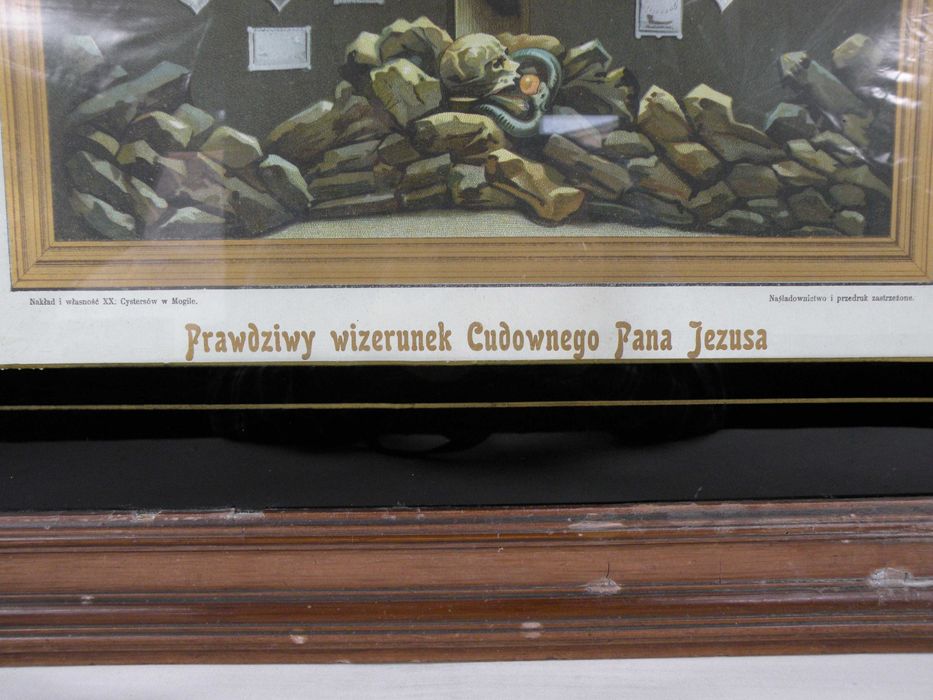 Nakład i własność XX. Cystersów w Mogile.
Naśladownictwo i przedruk zastrzeżone.
Prawdziwy wizerunek Cudownego Pana Jezusa